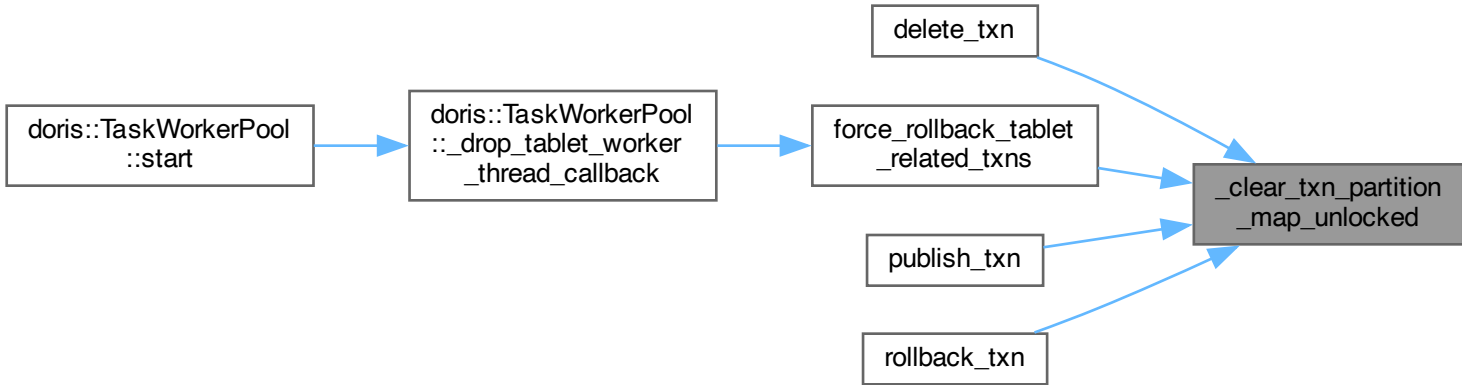 doris::TaskWorkerPool
::start
doris::TaskWorkerPool
::_drop_tablet_worker
_thread_callback
delete_txn
force_rollback_tablet
_related_txns
publish_txn
rollback_txn
_clear_txn_partition
_map_unlocked